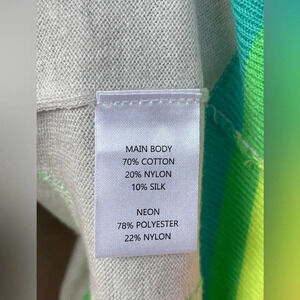 MAIN BODY
70% COTTON
20% NYLON
10% SILK
NEON
78% POLYESTER
22% NYLON